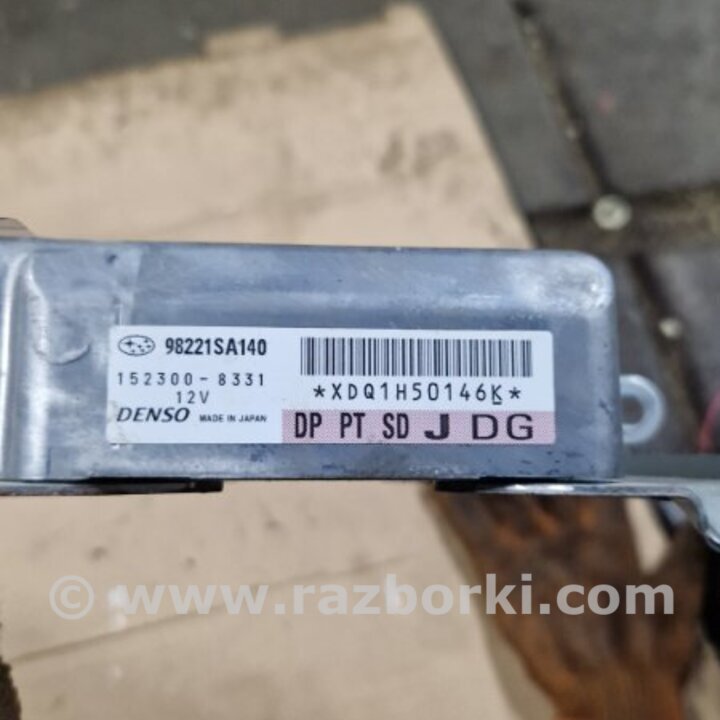 98221SA140
152300-8331
12V
DENSO MADE IN JAPAN
*XDQ1H50146K*
DP PT SD J DG
© www.razborki.com